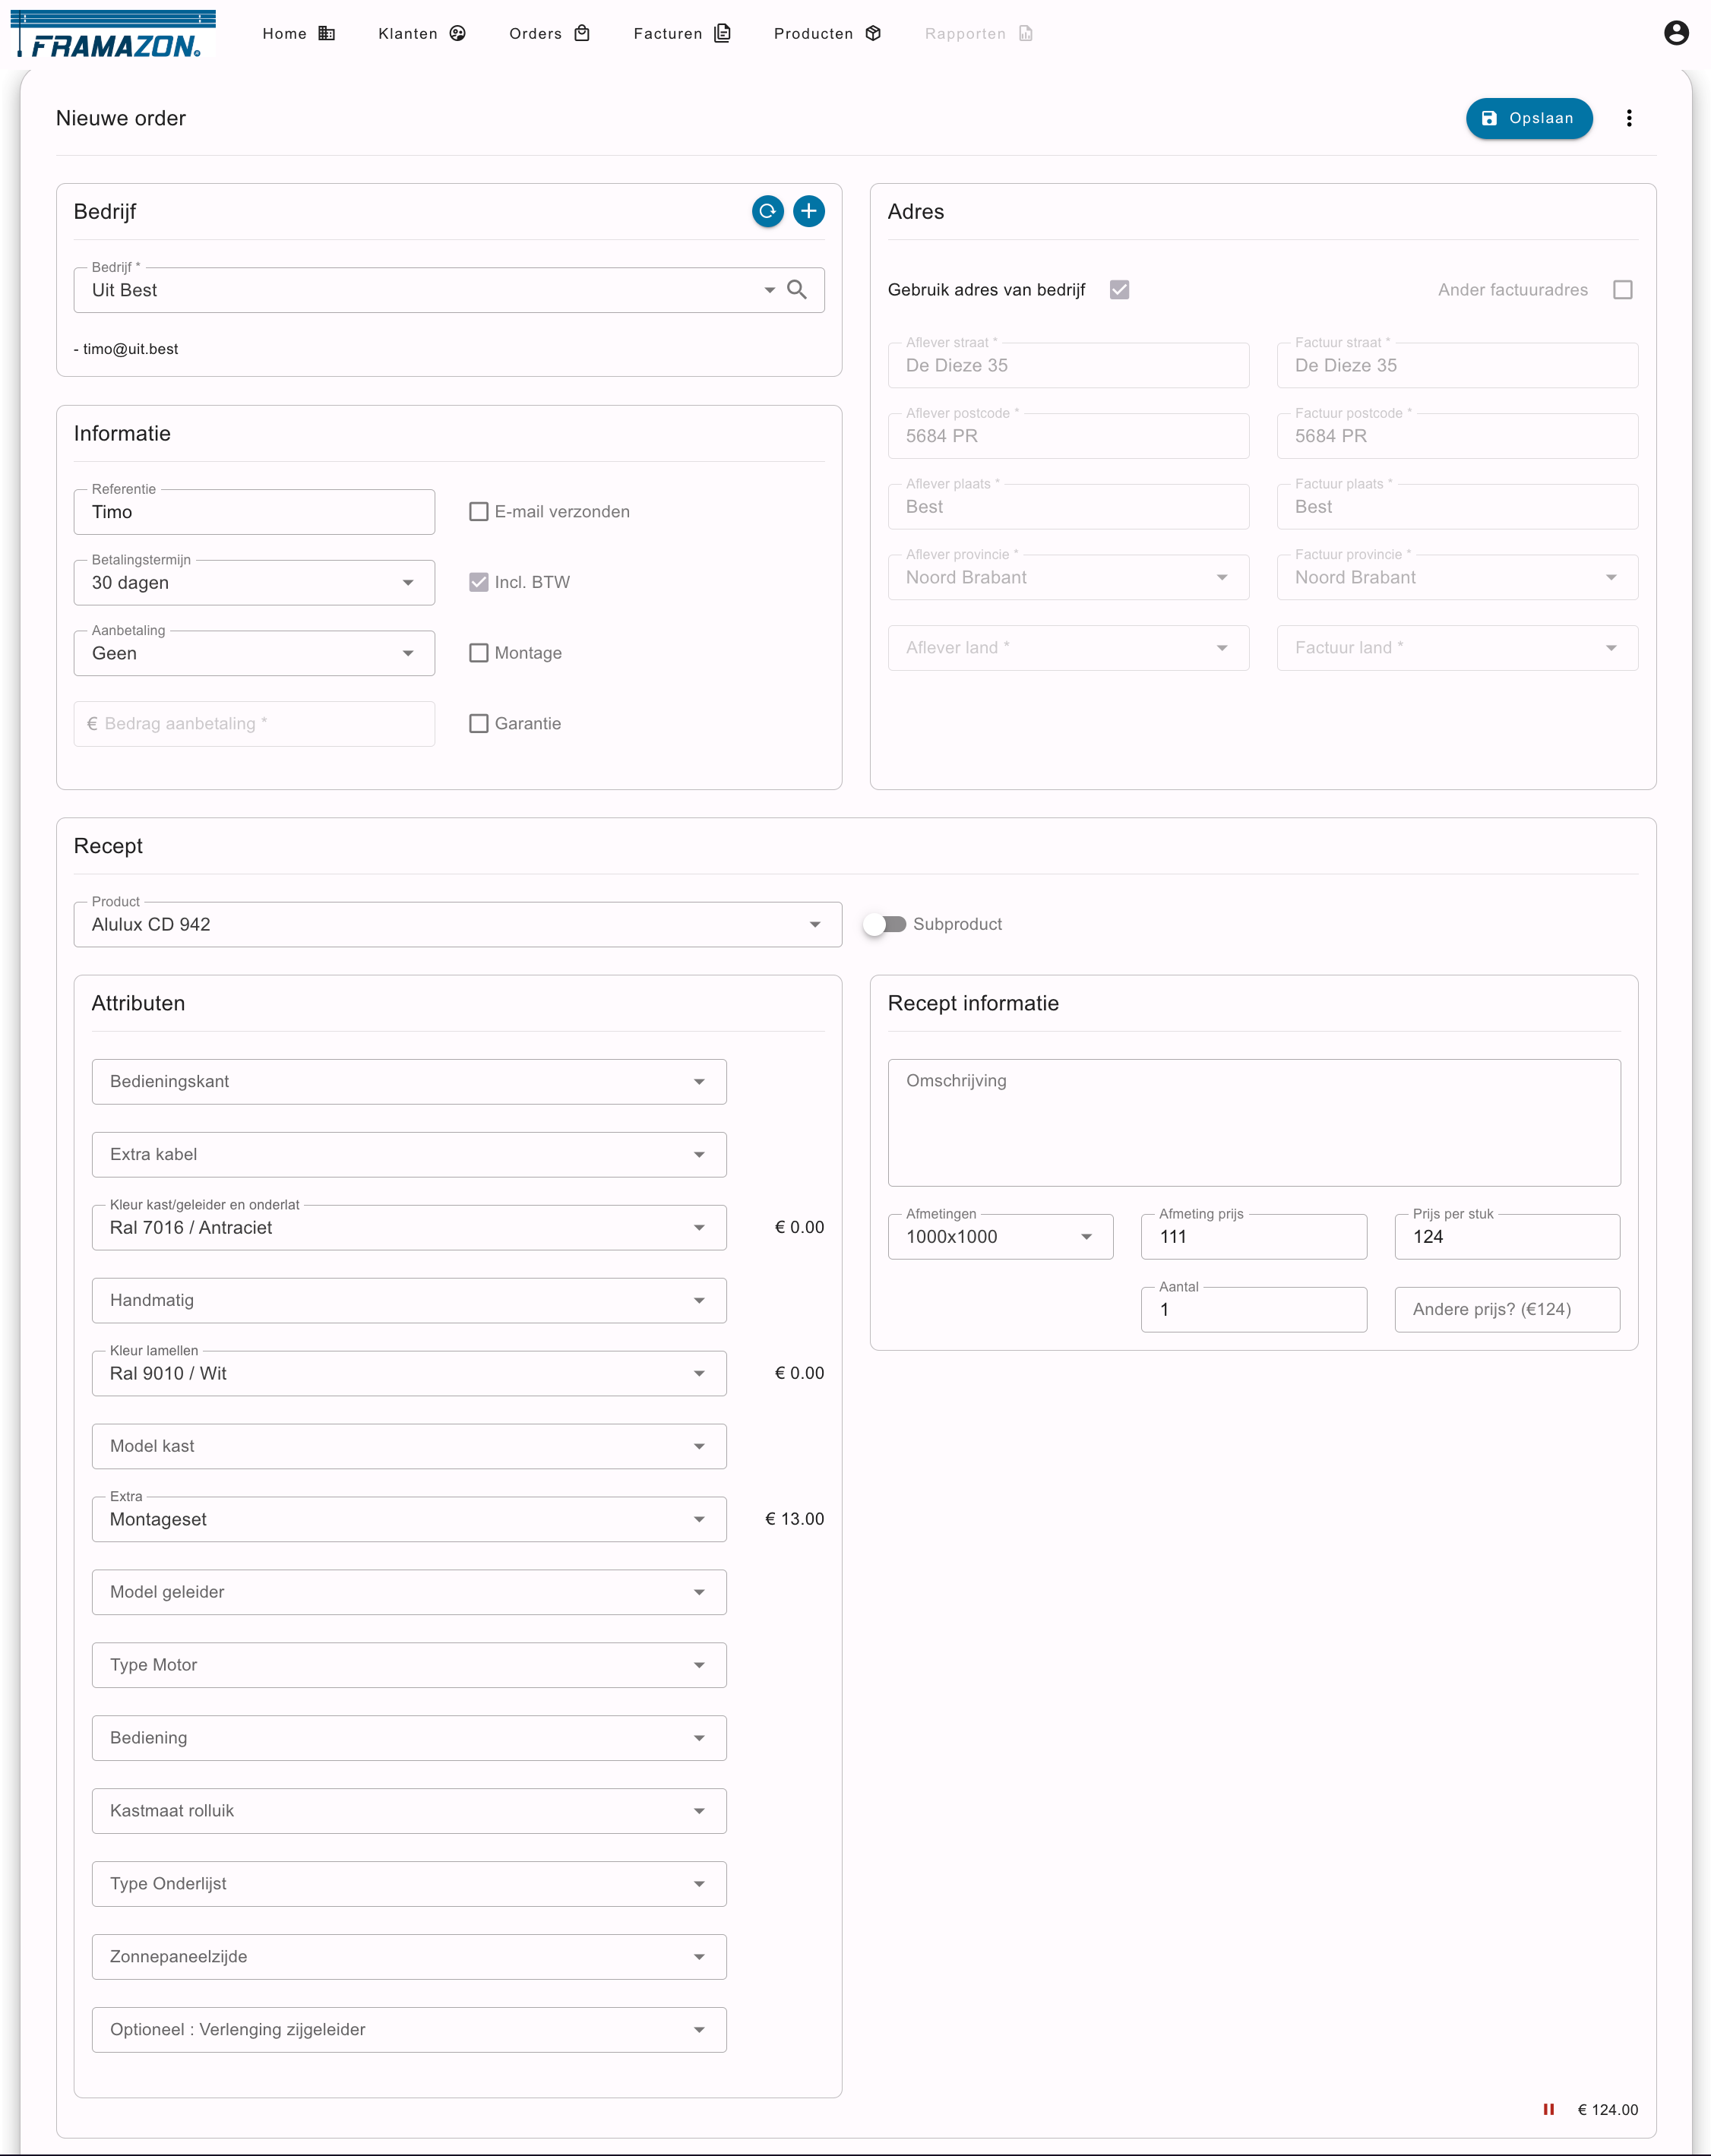 FRAMAZON.
Home
Klanten
Orders
Facturen
Producten
Rapporten
Nieuwe order
Opslaan
Bedrijf
Bedrijf *
Uit Best
- timo@uit.best
Informatie
Referentie
Timo
E-mail verzonden
Betalingstermijn
30 dagen
Incl. BTW
Aanbetaling
Geen
Montage
€ Bedrag aanbetaling *
Garantie
Adres
Gebruik adres van bedrijf
Ander factuuradres
Aflever straat *
De Dieze 35
Factuur straat *
De Dieze 35
Aflever postcode *
5684 PR
Factuur postcode *
5684 PR
Aflever plaats *
Best
Factuur plaats *
Best
Aflever provincie *
Noord Brabant
Factuur provincie *
Noord Brabant
Aflever land *
Factuur land *
Recept
Product
Alulux CD 942
Subproduct
Attributen
Bedieningskant
Extra kabel
Kleur kast/geleider en onderlat
Ral 7016 / Antraciet
€ 0.00
Handmatig
Kleur lamellen
Ral 9010 / Wit
€ 0.00
Model kast
Extra
Montageset
€ 13.00
Model geleider
Type Motor
Bediening
Kastmaat rolluik
Type Onderlijst
Zonnepaneelzijde
Optioneel : Verlenging zijgeleider
Recept informatie
Omschrijving
Afmetingen
1000x1000
Afmeting prijs
111
Prijs per stuk
124
Aantal
1
Andere prijs? (€124)
€ 124.00